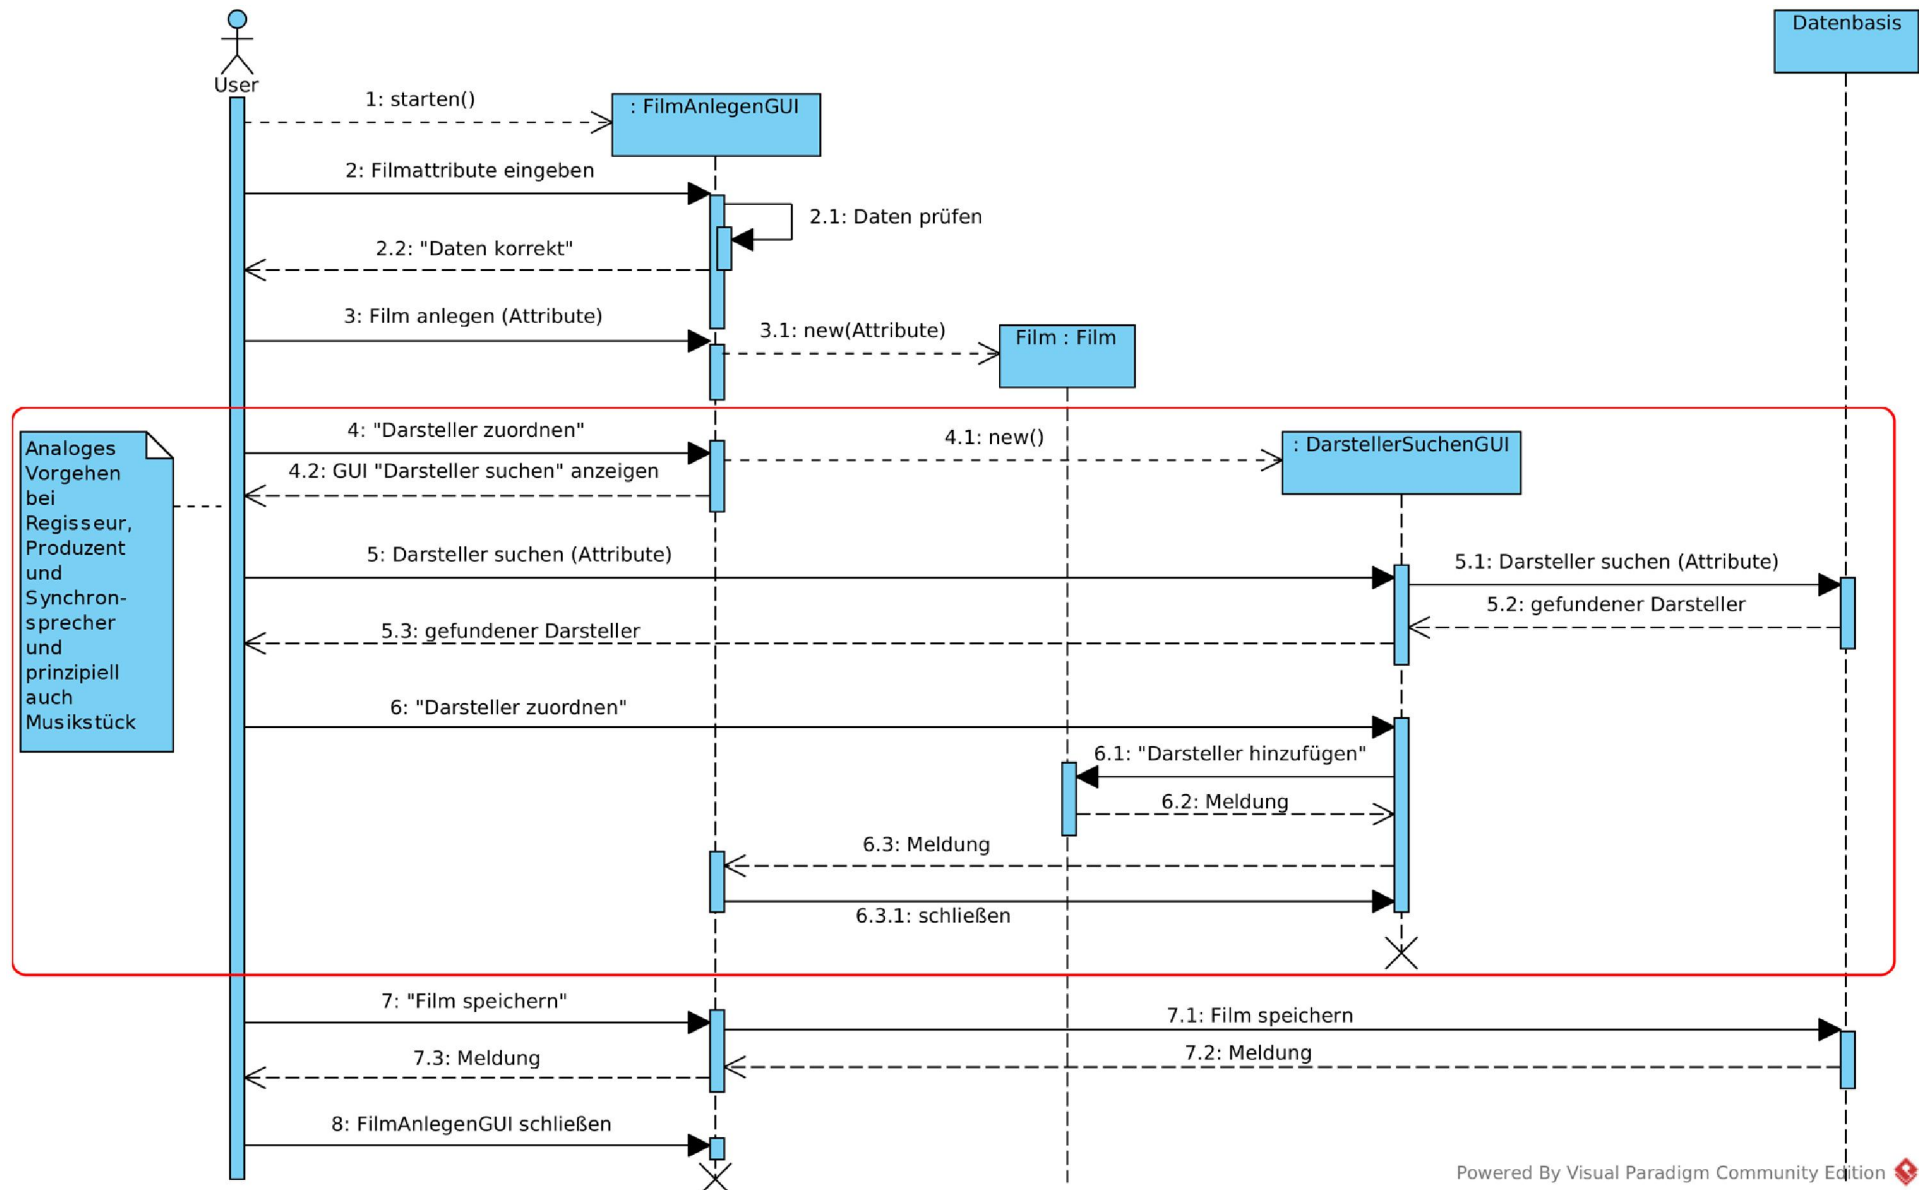 Datenbasis
User
1: starten()
: FilmAnlegenGUI
2: Filmattribute eingeben
2.1: Daten prüfen
2.2: "Daten korrekt"
3: Film anlegen (Attribute)
3.1: new(Attribute)
Film : Film
4: "Darsteller zuordnen"
4.1: new()
: DarstellerSuchenGUI
4.2: GUI "Darsteller suchen" anzeigen
Analoges
Vorgehen
bei
Regisseur,
Produzent
und
Synchron-
sprecher
und
prinzipiell
auch
Musikstück
5: Darsteller suchen (Attribute)
5.1: Darsteller suchen (Attribute)
5.2: gefundener Darsteller
5.3: gefundener Darsteller
6: "Darsteller zuordnen"
6.1: "Darsteller hinzufügen"
6.2: Meldung
6.3: Meldung
6.3.1: schließen
7: "Film speichern"
7.1: Film speichern
7.2: Meldung
7.3: Meldung
8: FilmAnlegenGUI schließen
Powered By Visual Paradigm Community Edition